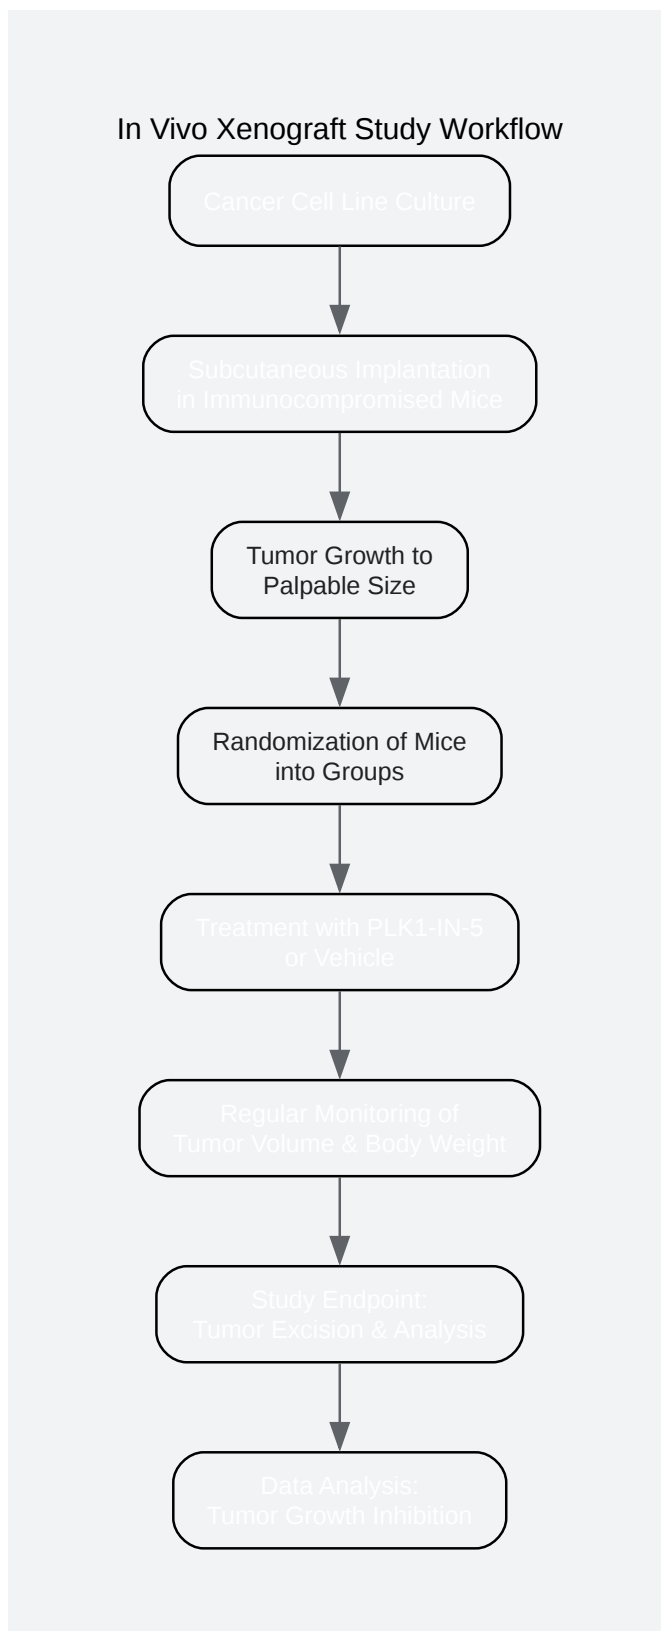 In Vivo Xenograft Study Workflow
Cancer Cell Line Culture
Subcutaneous Implantation
in Immunocompromised Mice
Tumor Growth to
Palpable Size
Randomization of Mice
into Groups
Treatment with PLK1-IN-5
or Vehicle
Regular Monitoring of
Tumor Volume & Body Weight
Study Endpoint:
Tumor Excision & Analysis
Data Analysis:
Tumor Growth Inhibition